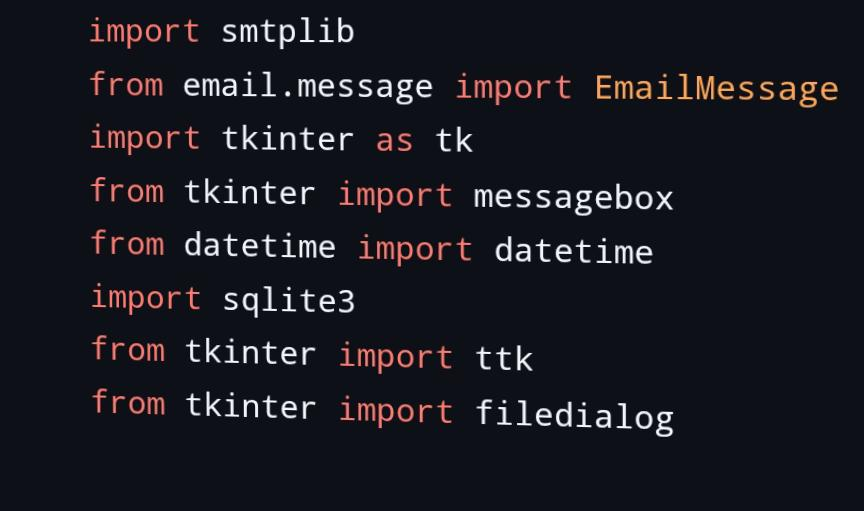 import smtplib
from email.message import EmailMessage
import tkinter as tk
from tkinter import messagebox
from datetime import datetime
import sqlite3
from tkinter import ttk
from tkinter import filedialog